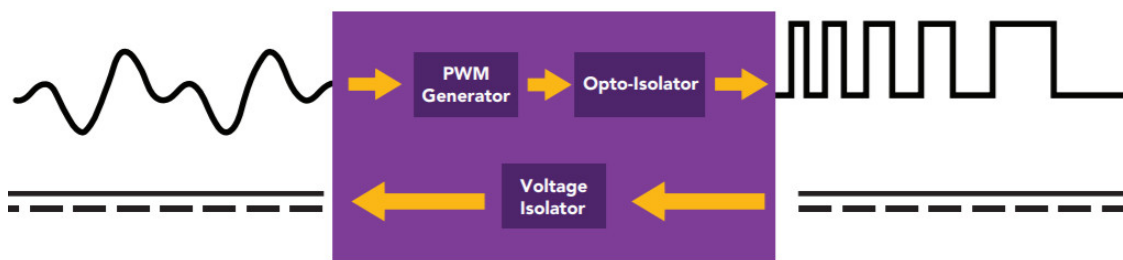 PWM
Generator
Opto-Isolator
Voltage
Isolator